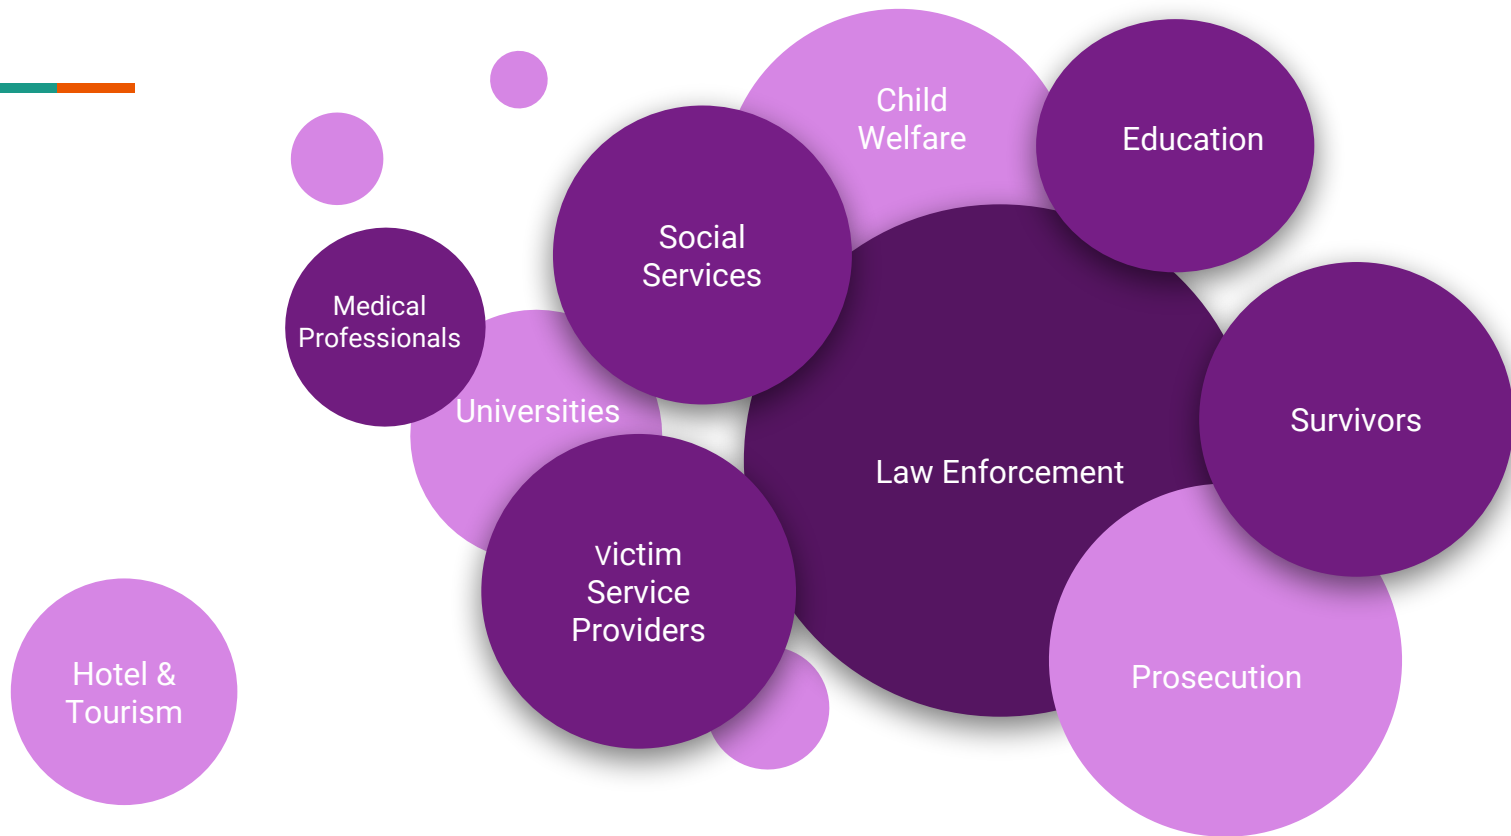 Child
Welfare
Education
Social
Services
Medical
Professionals
Universities
Survivors
Law Enforcement
Victim
Service
Providers
Hotel &
Tourism
Prosecution